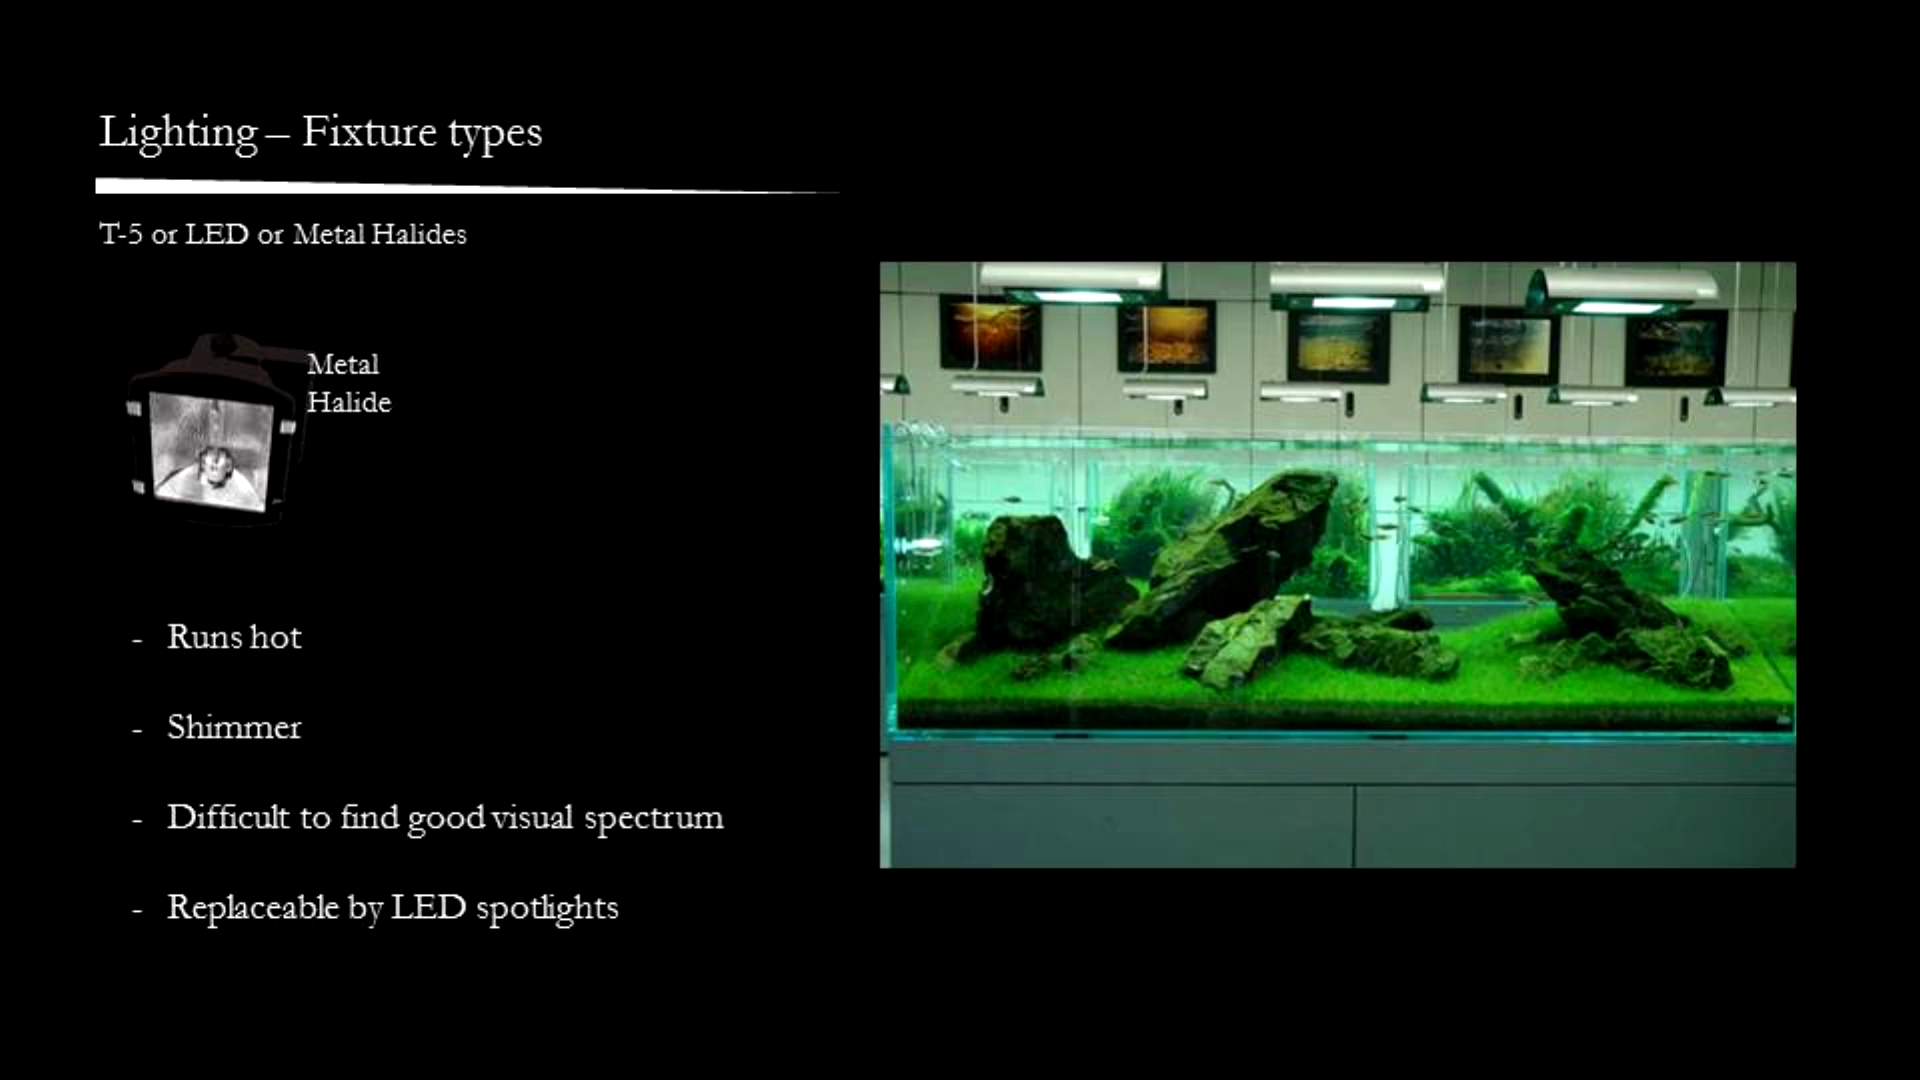 Lighting – Fixture types
T-5 or LED or Metal Halides
Metal
Halide
- Runs hot
- Shimmer
- Difficult to find good visual spectrum
- Replaceable by LED spotlights